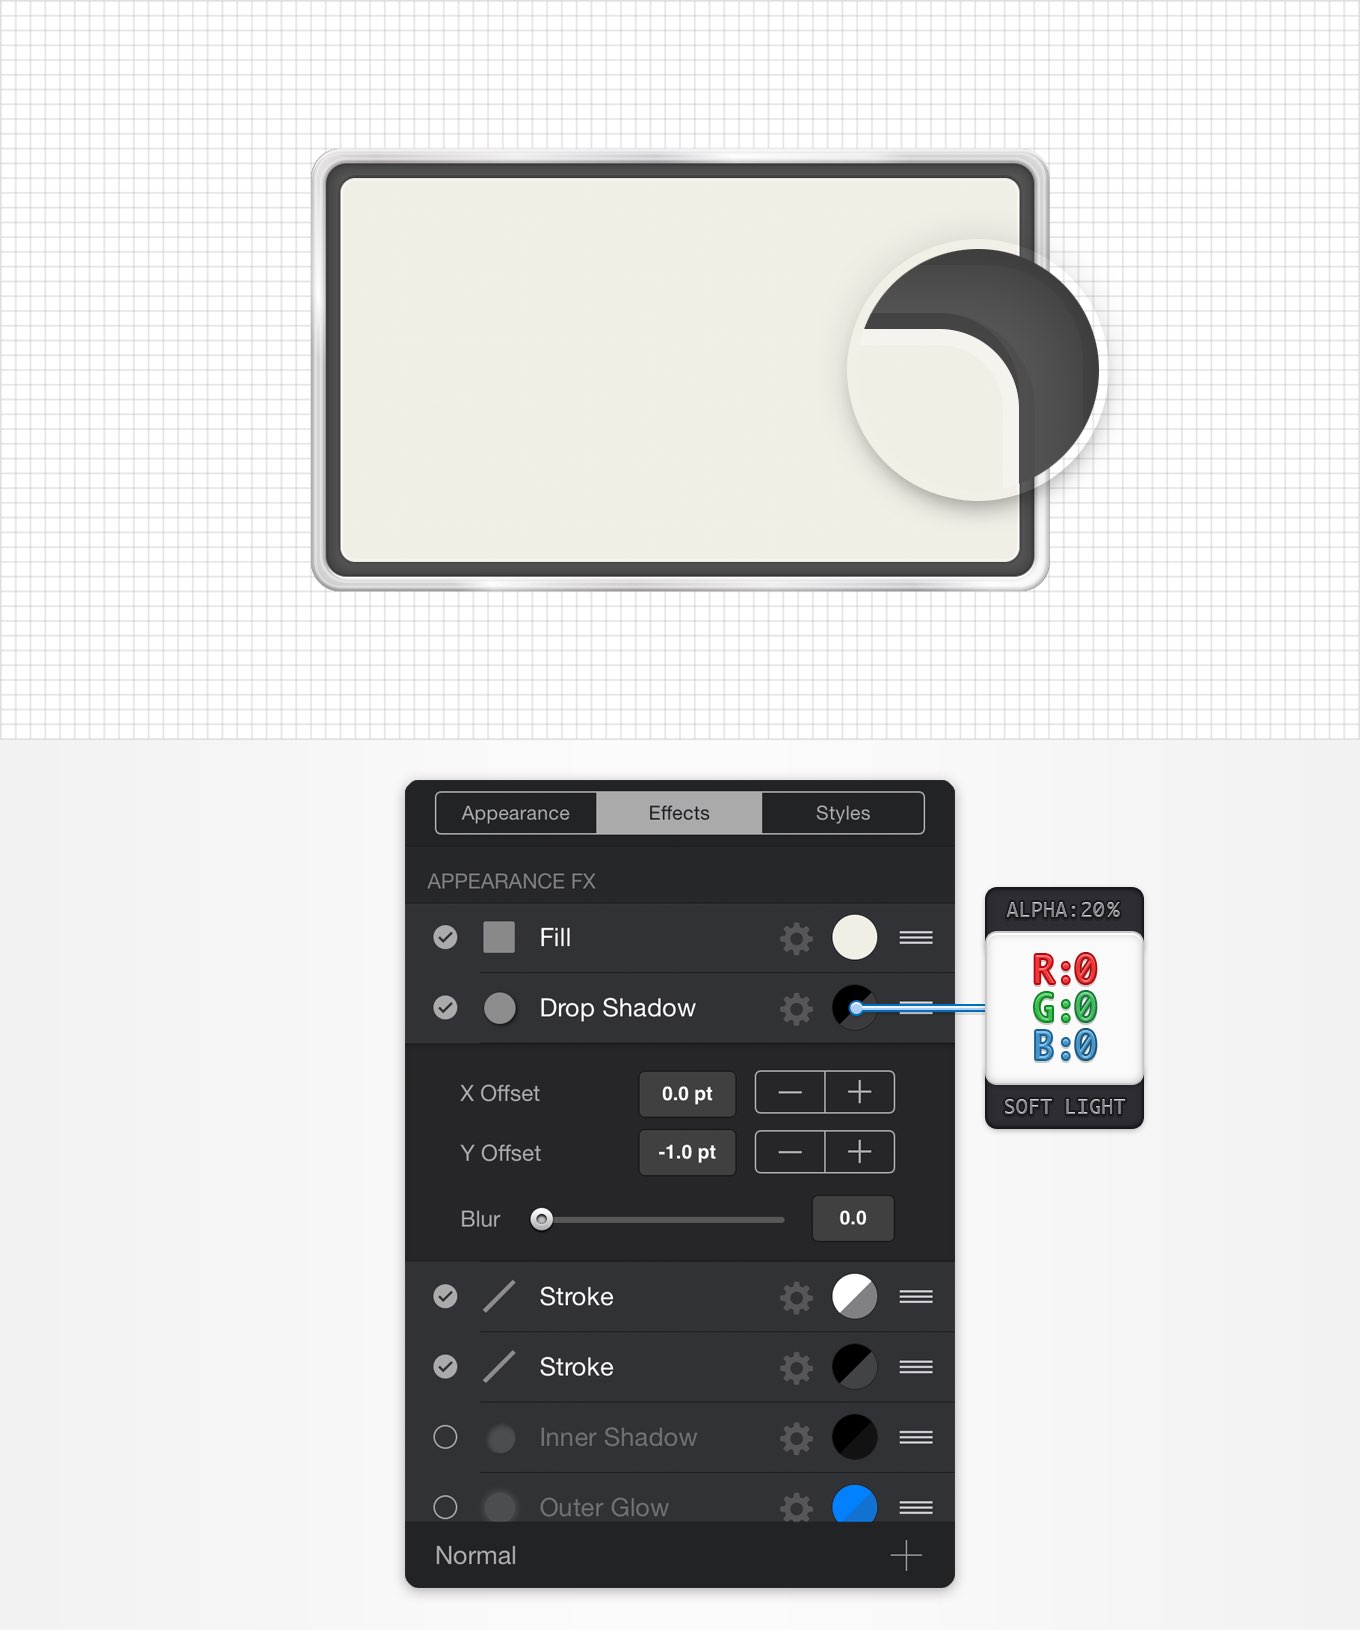 Appearance Effects Styles
APPEARANCE FX
Fill
Drop Shadow
X Offset 0.0 pt
Y Offset -1.0 pt
Blur 0.0
Stroke
Stroke
Inner Shadow
Outer Glow
Normal
ALPHA:20%
R:0
G:0
B:0
SOFT LIGHT